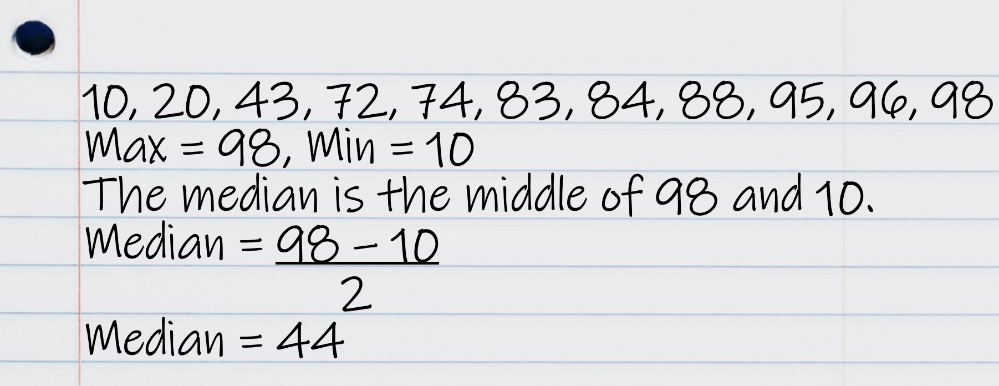 10, 20, 43, 72, 74, 83, 84, 88, 95, 96, 98
Max = 98, Min = 10
The median is the middle of 98 and 10.
Median = 98 – 10
2
Median = 44